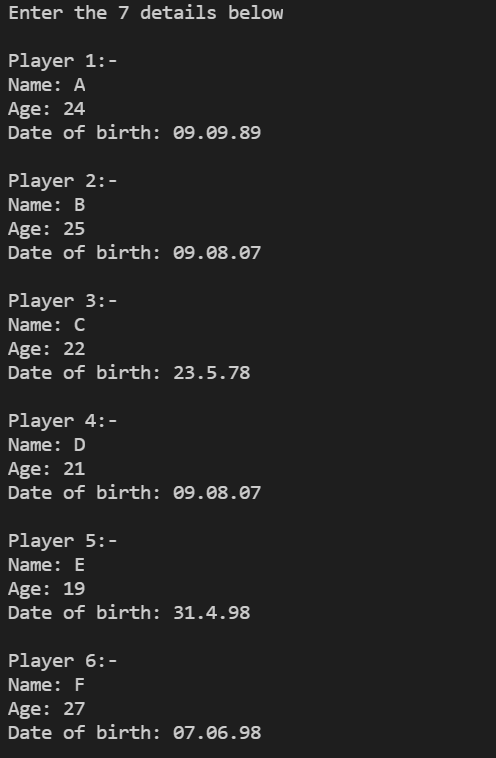 Enter the 7 details below
Player 1:-
Name: A
Age: 24
Date of birth: 09.09.89
Player 2:-
Name: B
Age: 25
Date of birth: 09.08.07
Player 3:-
Name: C
Age: 22
Date of birth: 23.5.78
Player 4:-
Name: D
Age: 21
Date of birth: 09.08.07
Player 5:-
Name: E
Age: 19
Date of birth: 31.4.98
Player 6:-
Name: F
Age: 27
Date of birth: 07.06.98